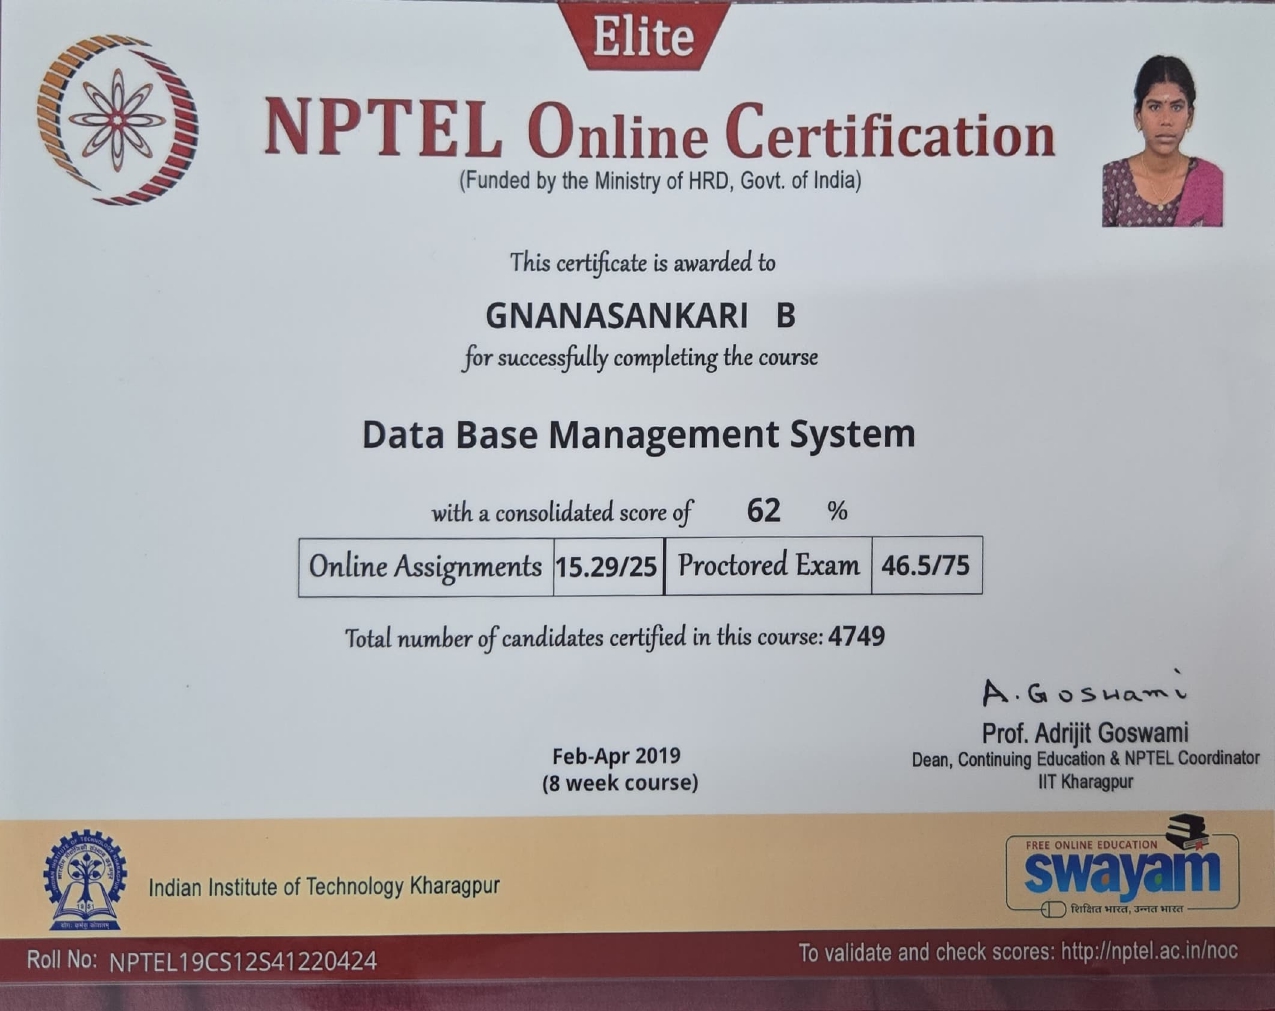 Elite
NPTEL Online Certification
(Funded by the Ministry of HRD, Govt. of India)
This certificate is awarded to
GNANASANKARI B
for successfully completing the course
Data Base Management System
with a consolidated score of 62 %
Online Assignments 15.29/25 Proctored Exam 46.5/75
Total number of candidates certified in this course: 4749
A. Goswami
Prof. Adrijit Goswami
Dean, Continuing Education & NPTEL Coordinator
IIT Kharagpur
Feb-Apr 2019
(8 week course)
Indian Institute of Technology Kharagpur
FREE ONLINE EDUCATION
swayam
शिक्षित भारत, उन्नत भारत
Roll No: NPTEL19CS12S41220424
To validate and check scores: http://nptel.ac.in/noc